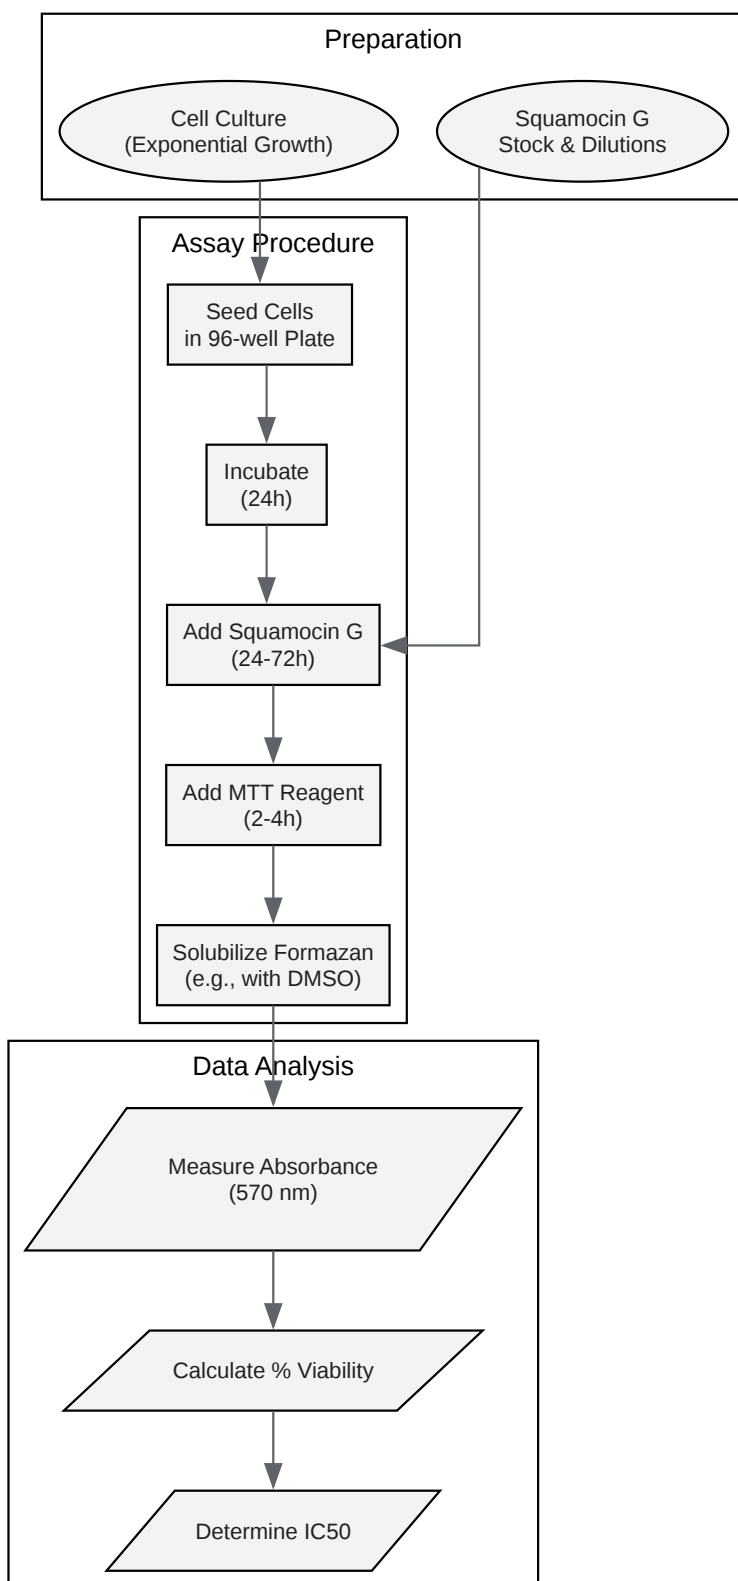 Preparation
Cell Culture
(Exponential Growth)
Squamocin G
Stock & Dilutions
Assay Procedure
Seed Cells
in 96-well Plate
Incubate
(24h)
Add Squamocin G
(24-72h)
Add MTT Reagent
(2-4h)
Solubilize Formazan
(e.g., with DMSO)
Data Analysis
Measure Absorbance
(570 nm)
Calculate % Viability
Determine IC50